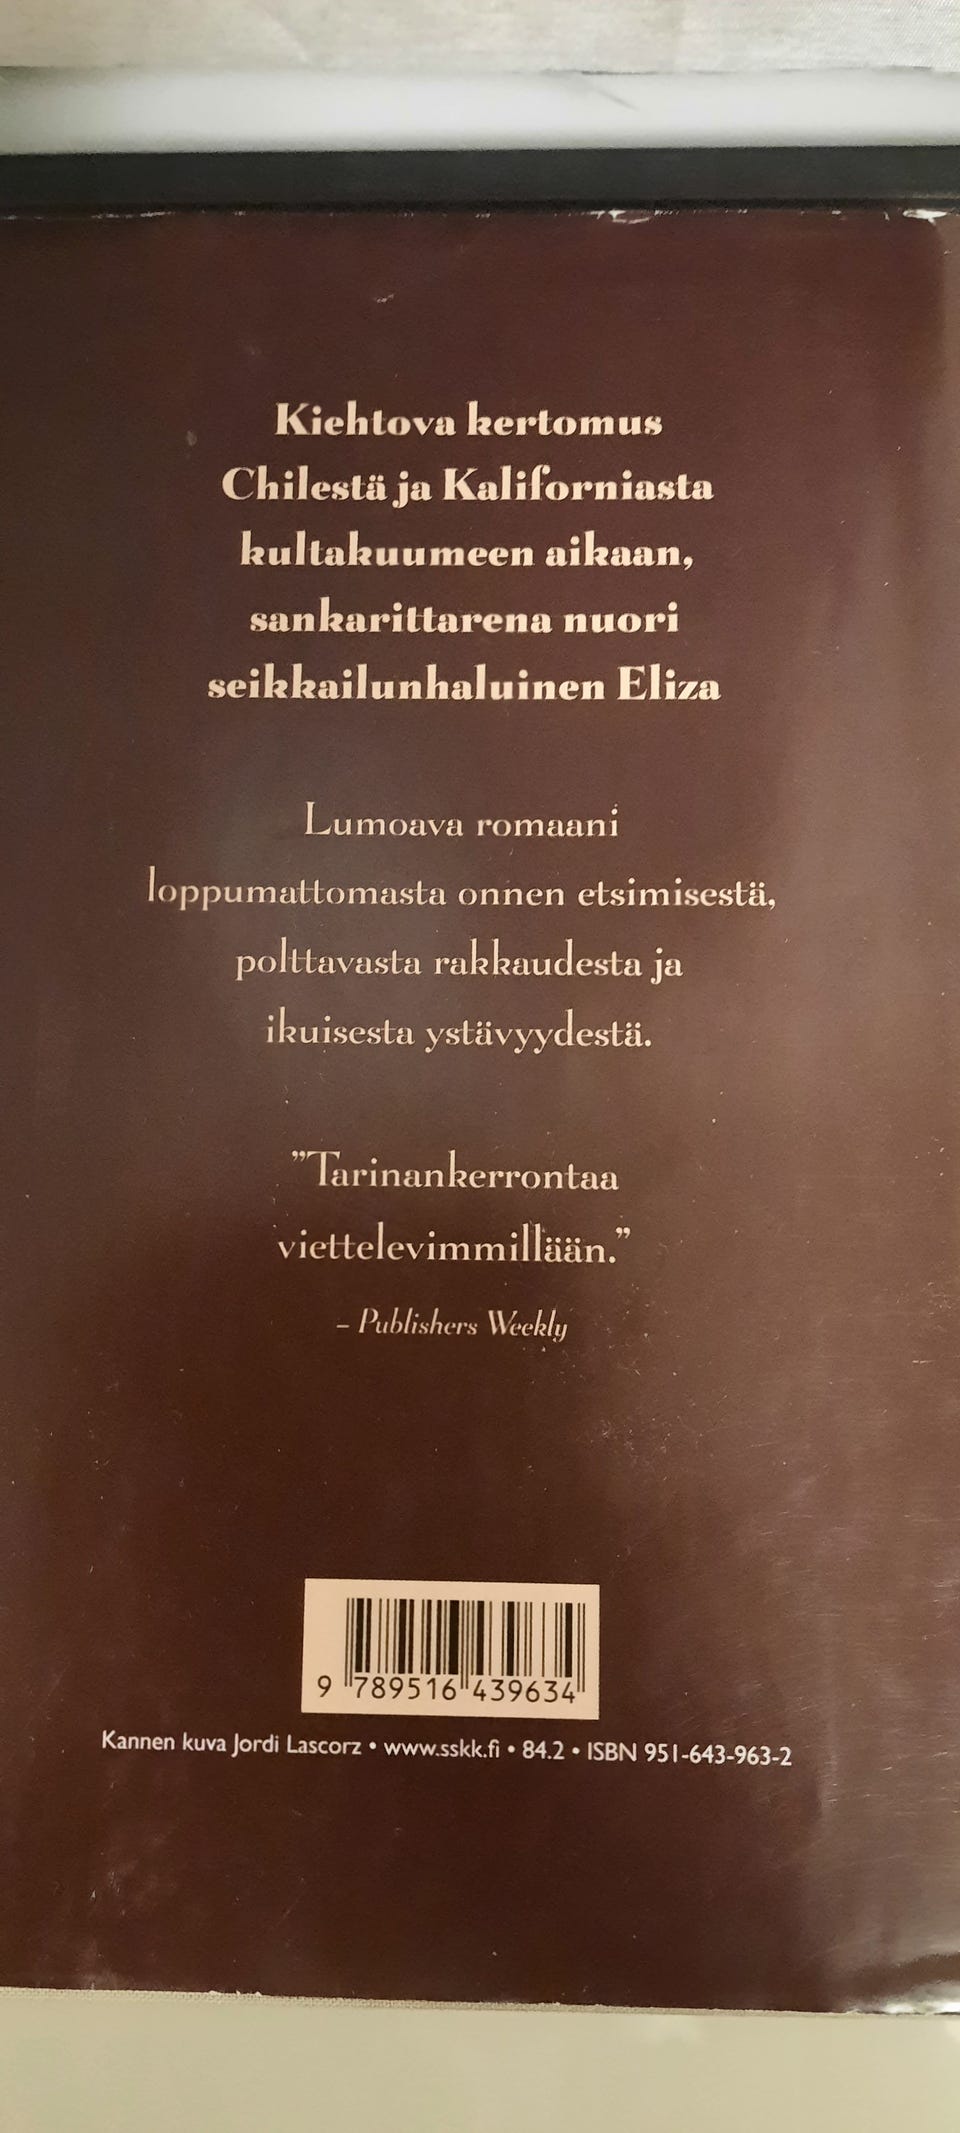 Kiehtova kertomus
Chilestä ja Kaliforniasta
kultakuumeen aikaan,
sankarittarena nuori
seikkailunhaluinen Eliza
Lumoava romaani
loppumattomasta onnen etsimisestä,
polttavasta rakkaudesta ja
ikuisesta ystävyydestä.
”Tarinankerrontaa
viettelevimmillään.”
– Publishers Weekly
9 789516 439634
Kannen kuva Jordi Lascorz • www.sskk.fi • 84.2 • ISBN 951-643-963-2